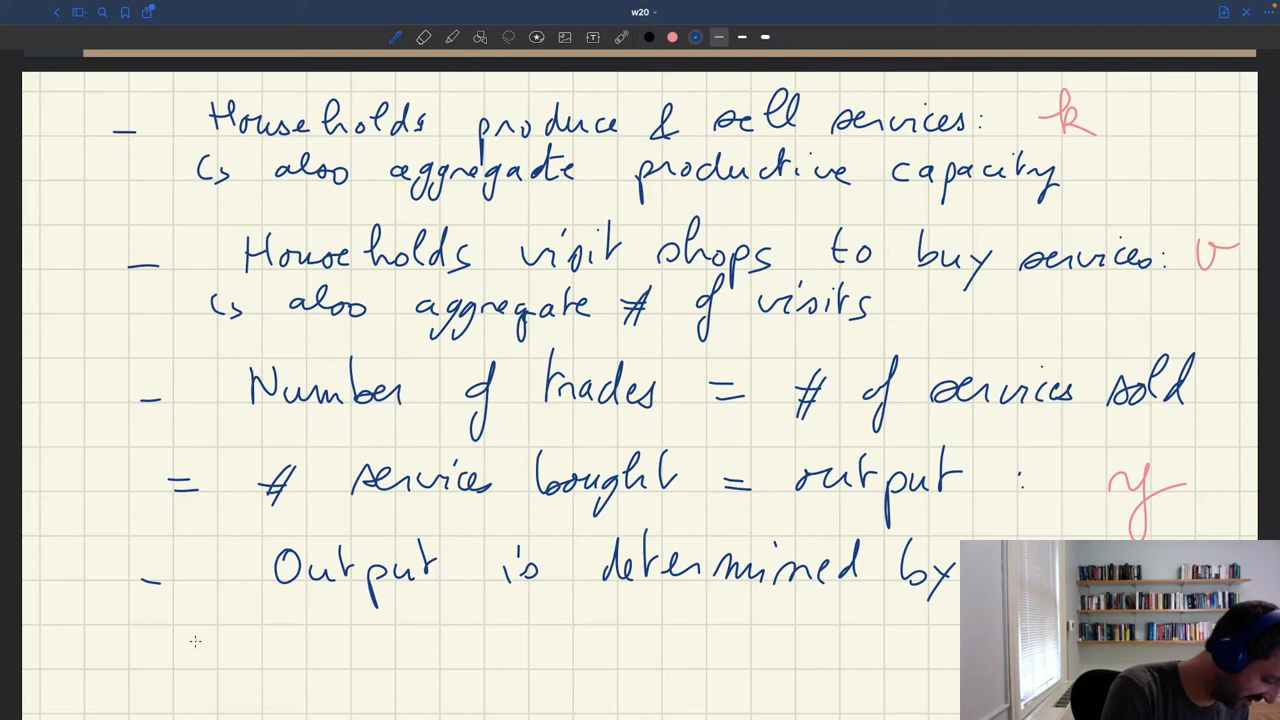 w20
- Households produce & sell services: k
↳ also aggregate productive capacity
- Households visit shops to buy services: v
↳ also aggregate # of visits
- Number of trades = # of services sold
= # services bought = output : y
- Output is determined by